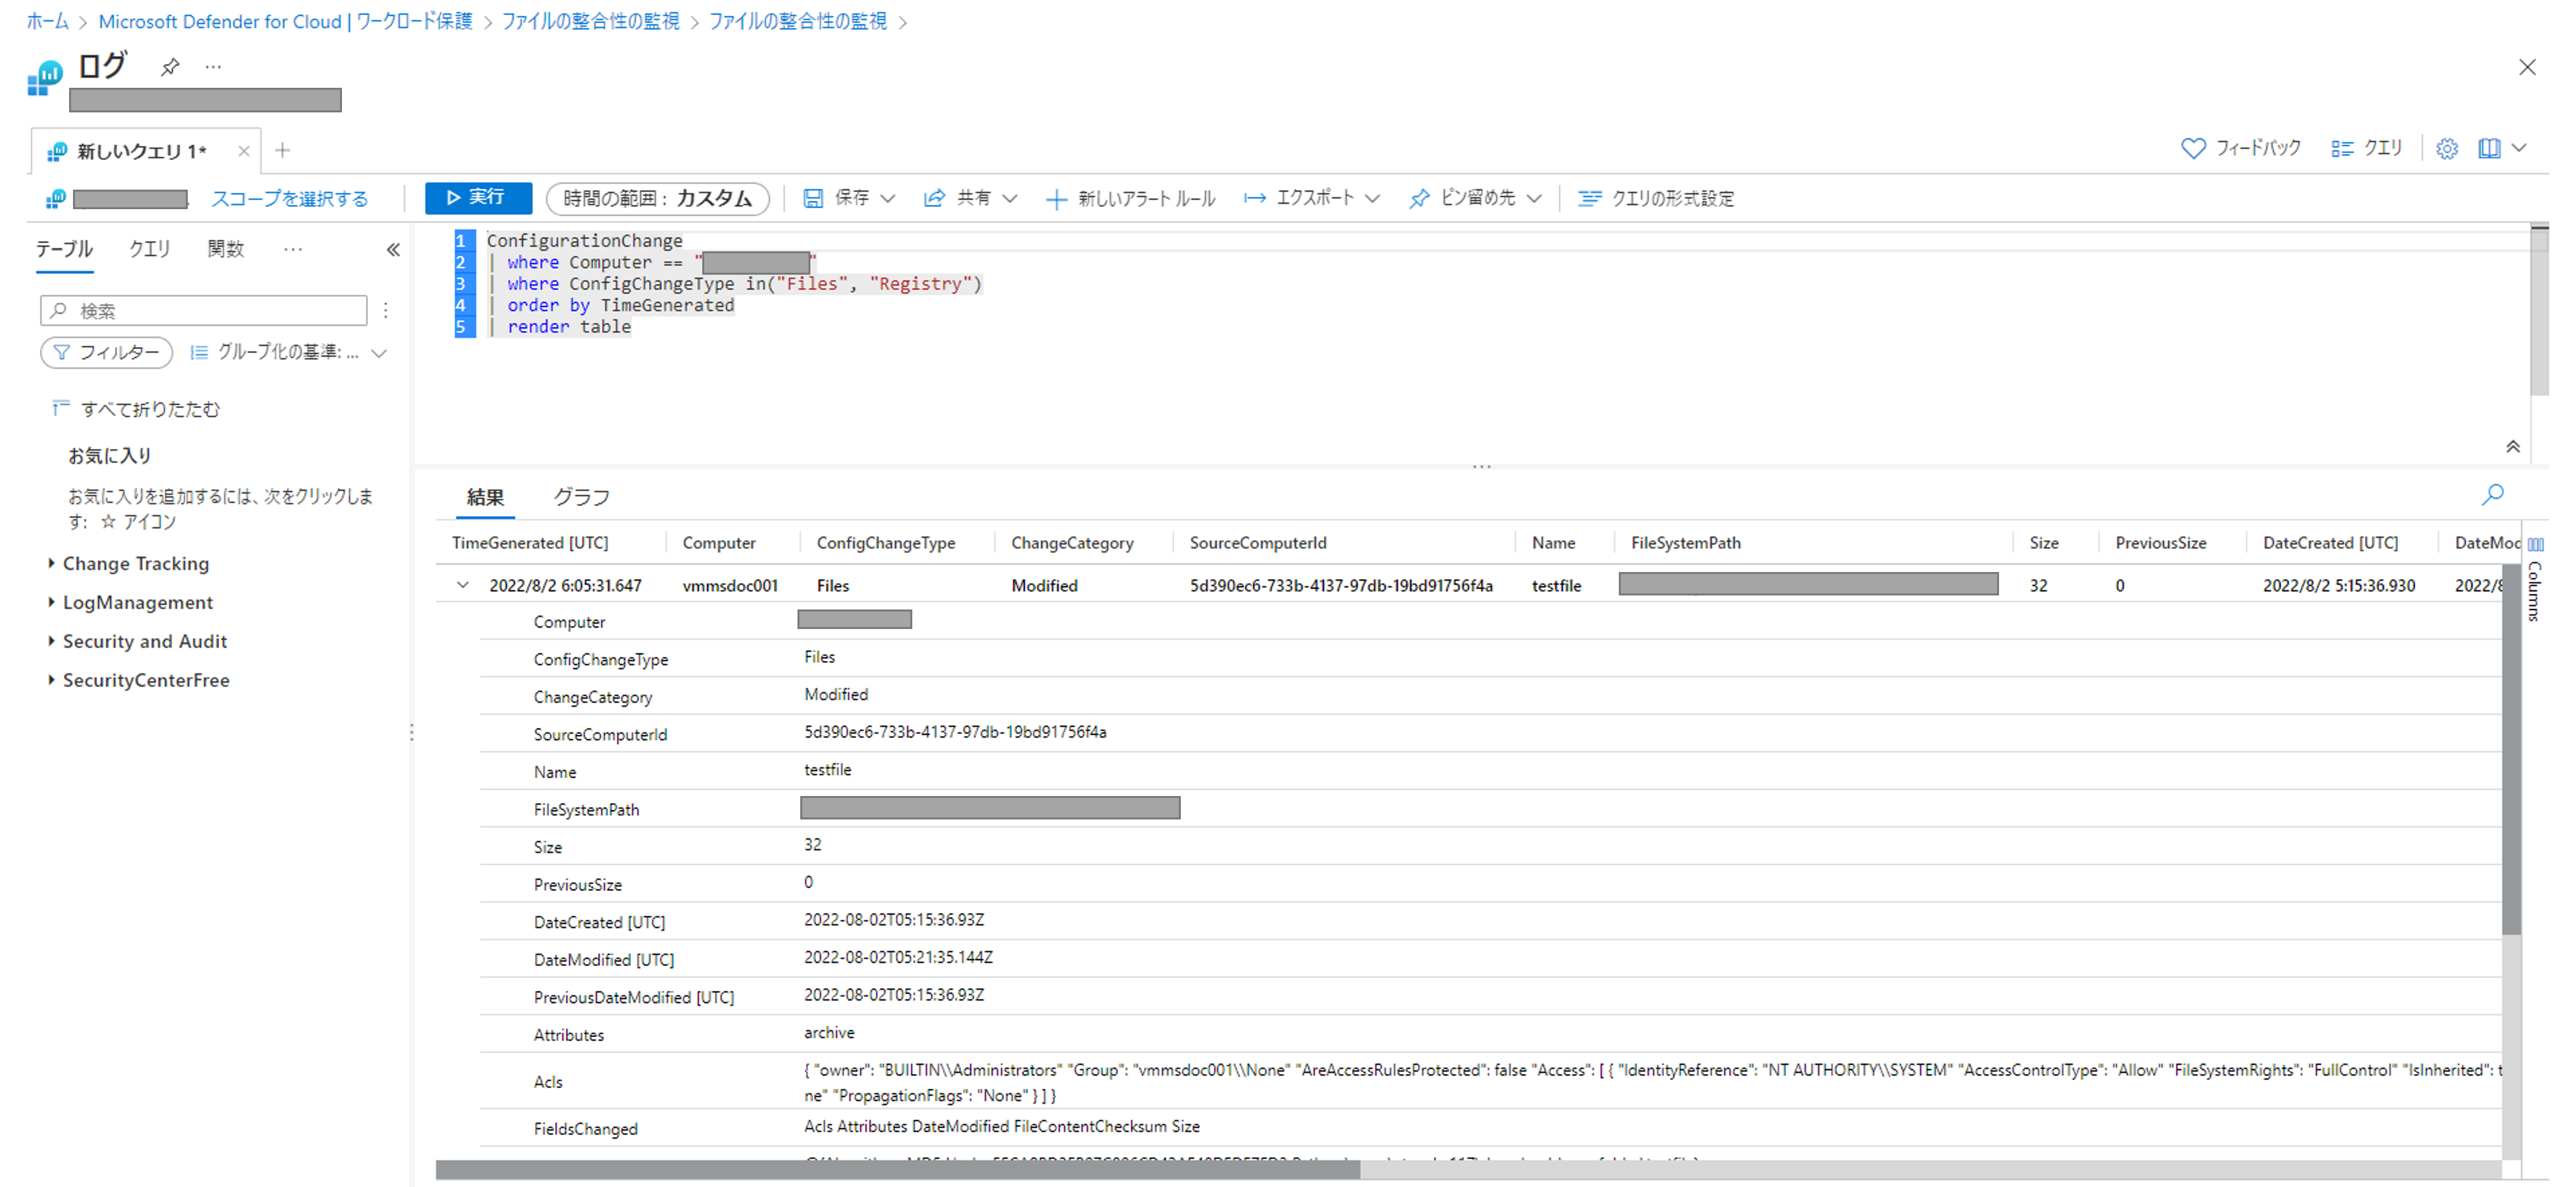 ホーム > Microsoft Defender for Cloud | ワークロード保護 > ファイルの整合性の監視 > ファイルの整合性の監視 >
ログ ...
新しいクエリ 1* × +
フィードバック クエリ
スコープを選択する 実行 時間の範囲 : カスタム 保存 共有 新しいアラート ルール エクスポート ピン留め先 クエリの形式設定
テーブル クエリ 関数 ... «
検索
フィルター グループ化の基準: ...
すべて折りたたむ
お気に入り
お気に入りを追加するには、次をクリックしま
す: ☆ アイコン
Change Tracking
LogManagement
Security and Audit
SecurityCenterFree
1 ConfigurationChange
2 | where Computer == " "
3 | where ConfigChangeType in("Files", "Registry")
4 | order by TimeGenerated
5 | render table
結果 グラフ
TimeGenerated [UTC] Computer ConfigChangeType ChangeCategory SourceComputerId Name FileSystemPath Size PreviousSize DateCreated [UTC] DateMod
2022/8/2 6:05:31.647 vmmsdoc001 Files Modified 5d390ec6-733b-4137-97db-19bd91756f4a testfile 32 0 2022/8/2 5:15:36.930 2022/8
Columns
Computer
ConfigChangeType Files
ChangeCategory Modified
SourceComputerId 5d390ec6-733b-4137-97db-19bd91756f4a
Name testfile
FileSystemPath
Size 32
PreviousSize 0
DateCreated [UTC] 2022-08-02T05:15:36.93Z
DateModified [UTC] 2022-08-02T05:21:35.144Z
PreviousDateModified [UTC] 2022-08-02T05:15:36.93Z
Attributes archive
Acls { "owner": "BUILTIN\\Administrators" "Group": "vmmsdoc001\\None" "AreAccessRulesProtected": false "Access": [ { "IdentityReference": "NT AUTHORITY\\SYSTEM" "AccessControlType": "Allow" "FileSystemRights": "FullControl" "IsInherited": t
ne" "PropagationFlags": "None" } ] }
FieldsChanged Acls Attributes DateModified FileContentChecksum Size